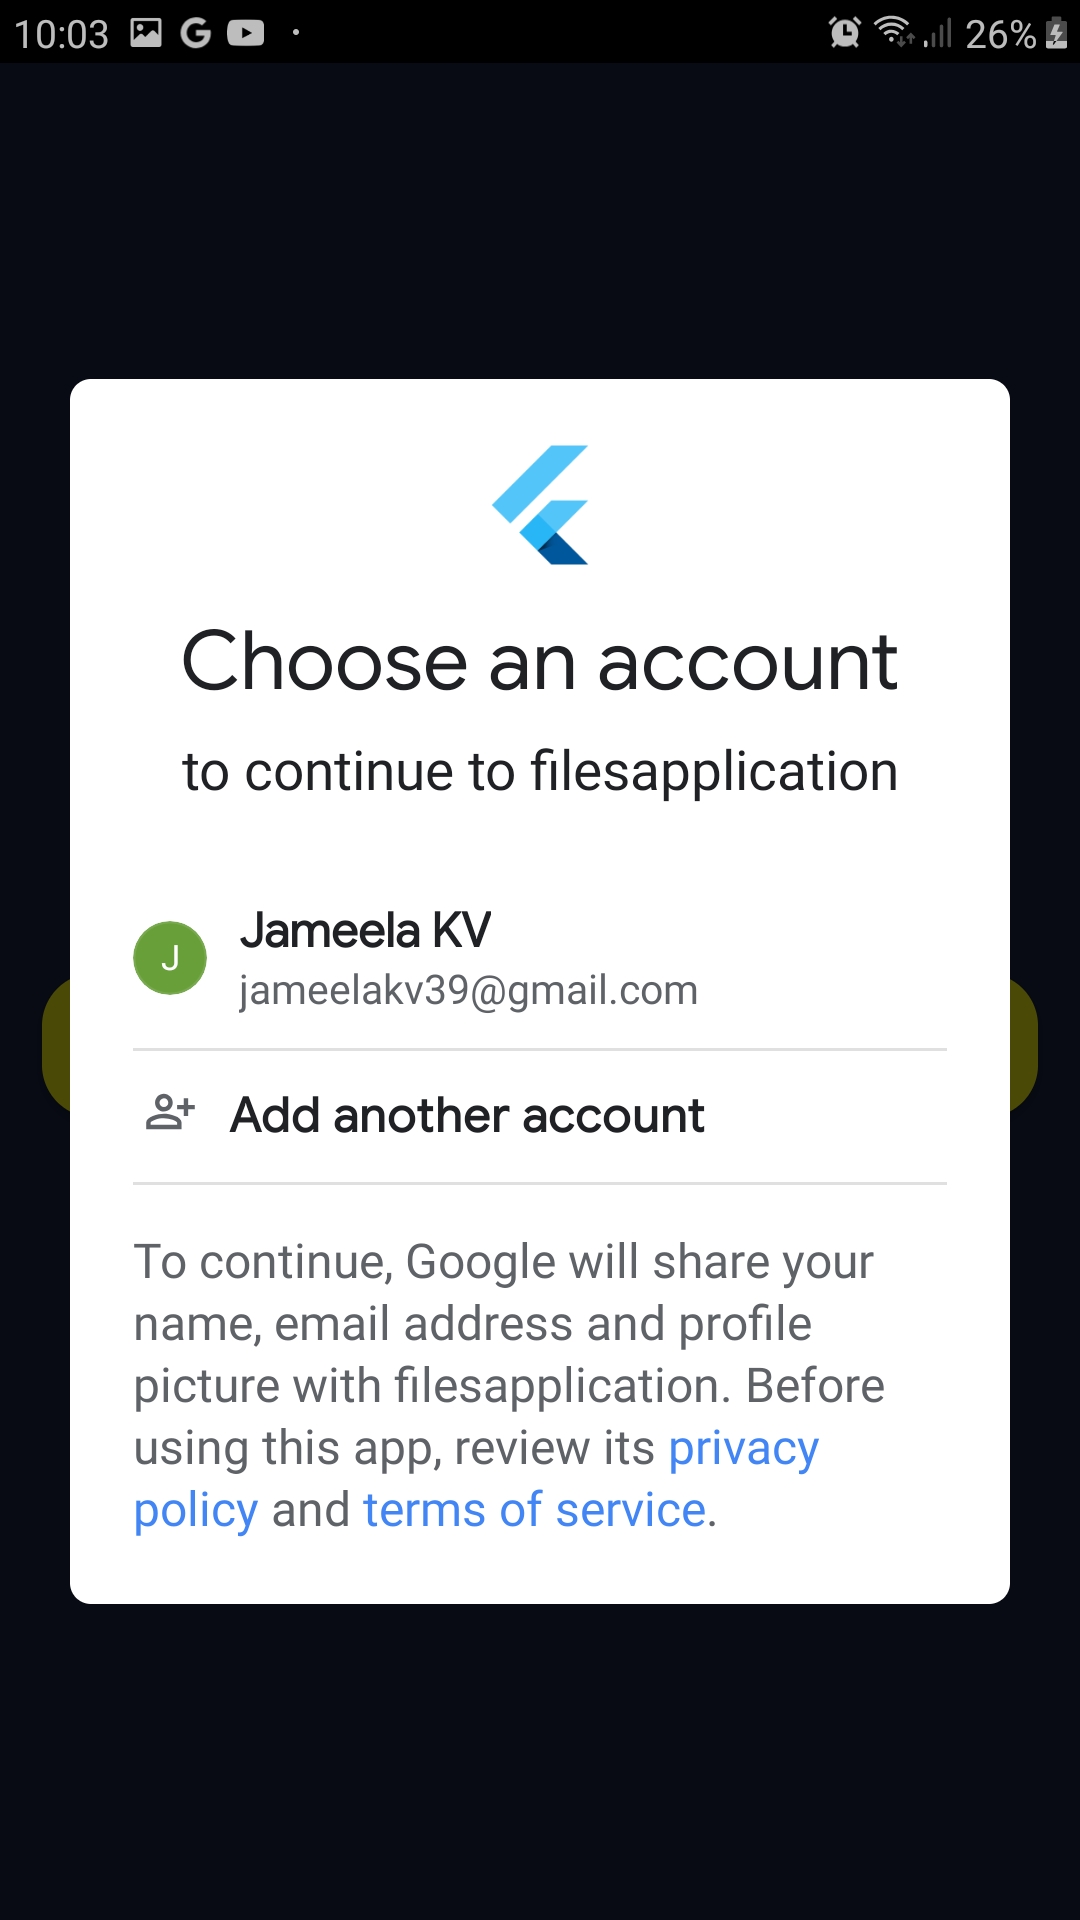 10:03 26%
Choose an account
to continue to filesapplication
J
Jameela KV
jameelakv39@gmail.com
Add another account
To continue, Google will share your
name, email address and profile
picture with filesapplication. Before
using this app, review its privacy
policy and terms of service.